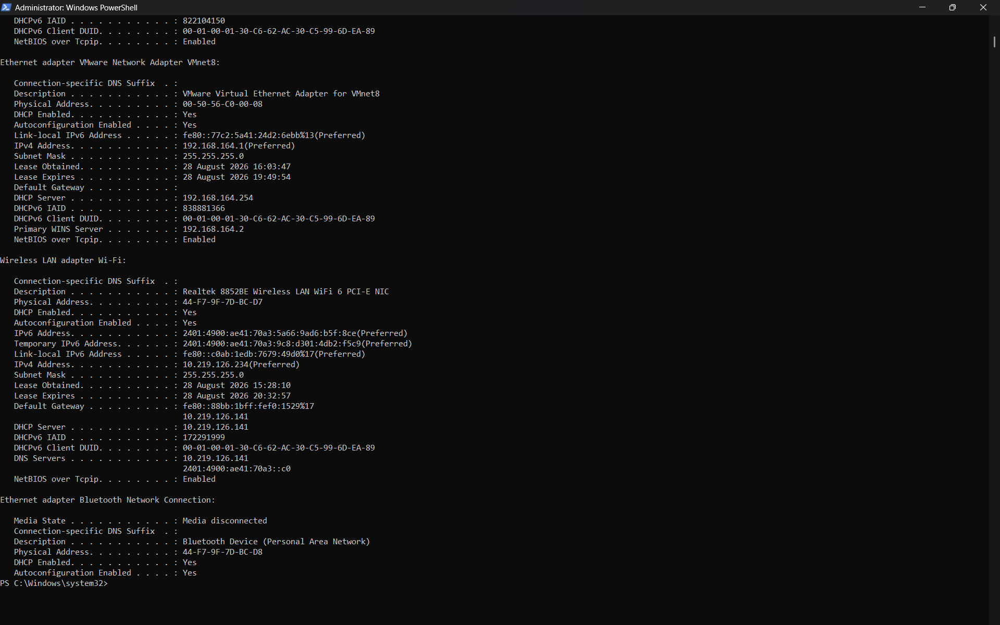 Administrator: Windows PowerShell
   DHCPv6 IAID . . . . . . . . . . . : 822104150
   DHCPv6 Client DUID. . . . . . . . : 00-01-00-01-30-C6-62-AC-30-C5-99-6D-EA-89
   NetBIOS over Tcpip. . . . . . . . : Enabled

Ethernet adapter VMware Network Adapter VMnet8:

   Connection-specific DNS Suffix  . :
   Description . . . . . . . . . . . : VMware Virtual Ethernet Adapter for VMnet8
   Physical Address. . . . . . . . . : 00-50-56-C0-00-08
   DHCP Enabled. . . . . . . . . . . : Yes
   Autoconfiguration Enabled . . . . : Yes
   Link-local IPv6 Address . . . . . : fe80::77c2:5a41:24d2:6ebb%13(Preferred)
   IPv4 Address. . . . . . . . . . . : 192.168.164.1(Preferred)
   Subnet Mask . . . . . . . . . . . : 255.255.255.0
   Lease Obtained. . . . . . . . . . : 28 August 2026 16:03:47
   Lease Expires . . . . . . . . . . : 28 August 2026 19:49:54
   Default Gateway . . . . . . . . . :
   DHCP Server . . . . . . . . . . . : 192.168.164.254
   DHCPv6 IAID . . . . . . . . . . . : 838881366
   DHCPv6 Client DUID. . . . . . . . : 00-01-00-01-30-C6-62-AC-30-C5-99-6D-EA-89
   Primary WINS Server . . . . . . . : 192.168.164.2
   NetBIOS over Tcpip. . . . . . . . : Enabled

Wireless LAN adapter Wi-Fi:

   Connection-specific DNS Suffix  . :
   Description . . . . . . . . . . . : Realtek 8852BE Wireless LAN WiFi 6 PCI-E NIC
   Physical Address. . . . . . . . . : 44-F7-9F-7D-BC-D7
   DHCP Enabled. . . . . . . . . . . : Yes
   Autoconfiguration Enabled . . . . : Yes
   IPv6 Address. . . . . . . . . . . : 2401:4900:ae41:70a3:5a66:9ad6:b5f:8ce(Preferred)
   Temporary IPv6 Address. . . . . . : 2401:4900:ae41:70a3:9c8:d301:4db2:f5c9(Preferred)
   Link-local IPv6 Address . . . . . : fe80::c0ab:1edb:7679:49d0%17(Preferred)
   IPv4 Address. . . . . . . . . . . : 10.219.126.234(Preferred)
   Subnet Mask . . . . . . . . . . . : 255.255.255.0
   Lease Obtained. . . . . . . . . . : 28 August 2026 15:28:10
   Lease Expires . . . . . . . . . . : 28 August 2026 20:32:57
   Default Gateway . . . . . . . . . : fe80::88bb:1bff:fef0:1529%17
                                       10.219.126.141
   DHCP Server . . . . . . . . . . . : 10.219.126.141
   DHCPv6 IAID . . . . . . . . . . . : 172291999
   DHCPv6 Client DUID. . . . . . . . : 00-01-00-01-30-C6-62-AC-30-C5-99-6D-EA-89
   DNS Servers . . . . . . . . . . . : 10.219.126.141
                                       2401:4900:ae41:70a3::c0
   NetBIOS over Tcpip. . . . . . . . : Enabled

Ethernet adapter Bluetooth Network Connection:

   Media State . . . . . . . . . . . : Media disconnected
   Connection-specific DNS Suffix  . :
   Description . . . . . . . . . . . : Bluetooth Device (Personal Area Network)
   Physical Address. . . . . . . . . : 44-F7-9F-7D-BC-D8
   DHCP Enabled. . . . . . . . . . . : Yes
   Autoconfiguration Enabled . . . . : Yes
PS C:\Windows\system32>